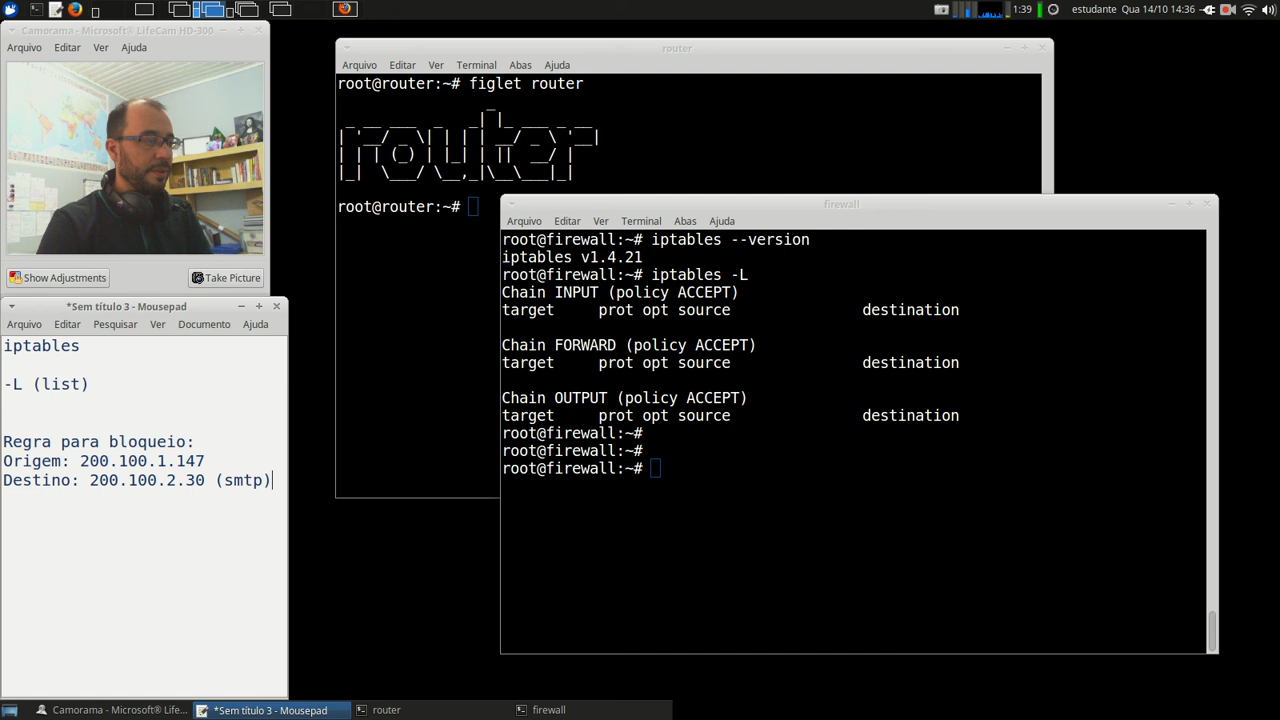 1:39 estudante Qua 14/10 14:36
Camorama - Microsoft® LifeCam HD-300
Arquivo Editar Ver Ajuda
Show Adjustments Take Picture
*Sem título 3 - Mousepad
Arquivo Editar Pesquisar Ver Documento Ajuda
iptables
-L (list)
Regra para bloqueio:
Origem: 200.100.1.147
Destino: 200.100.2.30 (smtp)
router
Arquivo Editar Ver Terminal Abas Ajuda
root@router:~# figlet router
router
root@router:~#
firewall
Arquivo Editar Ver Terminal Abas Ajuda
root@firewall:~# iptables --version
iptables v1.4.21
root@firewall:~# iptables -L
Chain INPUT (policy ACCEPT)
target prot opt source destination
Chain FORWARD (policy ACCEPT)
target prot opt source destination
Chain OUTPUT (policy ACCEPT)
target prot opt source destination
root@firewall:~#
root@firewall:~#
root@firewall:~#
Camorama - Microsoft® LifeC... *Sem título 3 - Mousepad router firewall